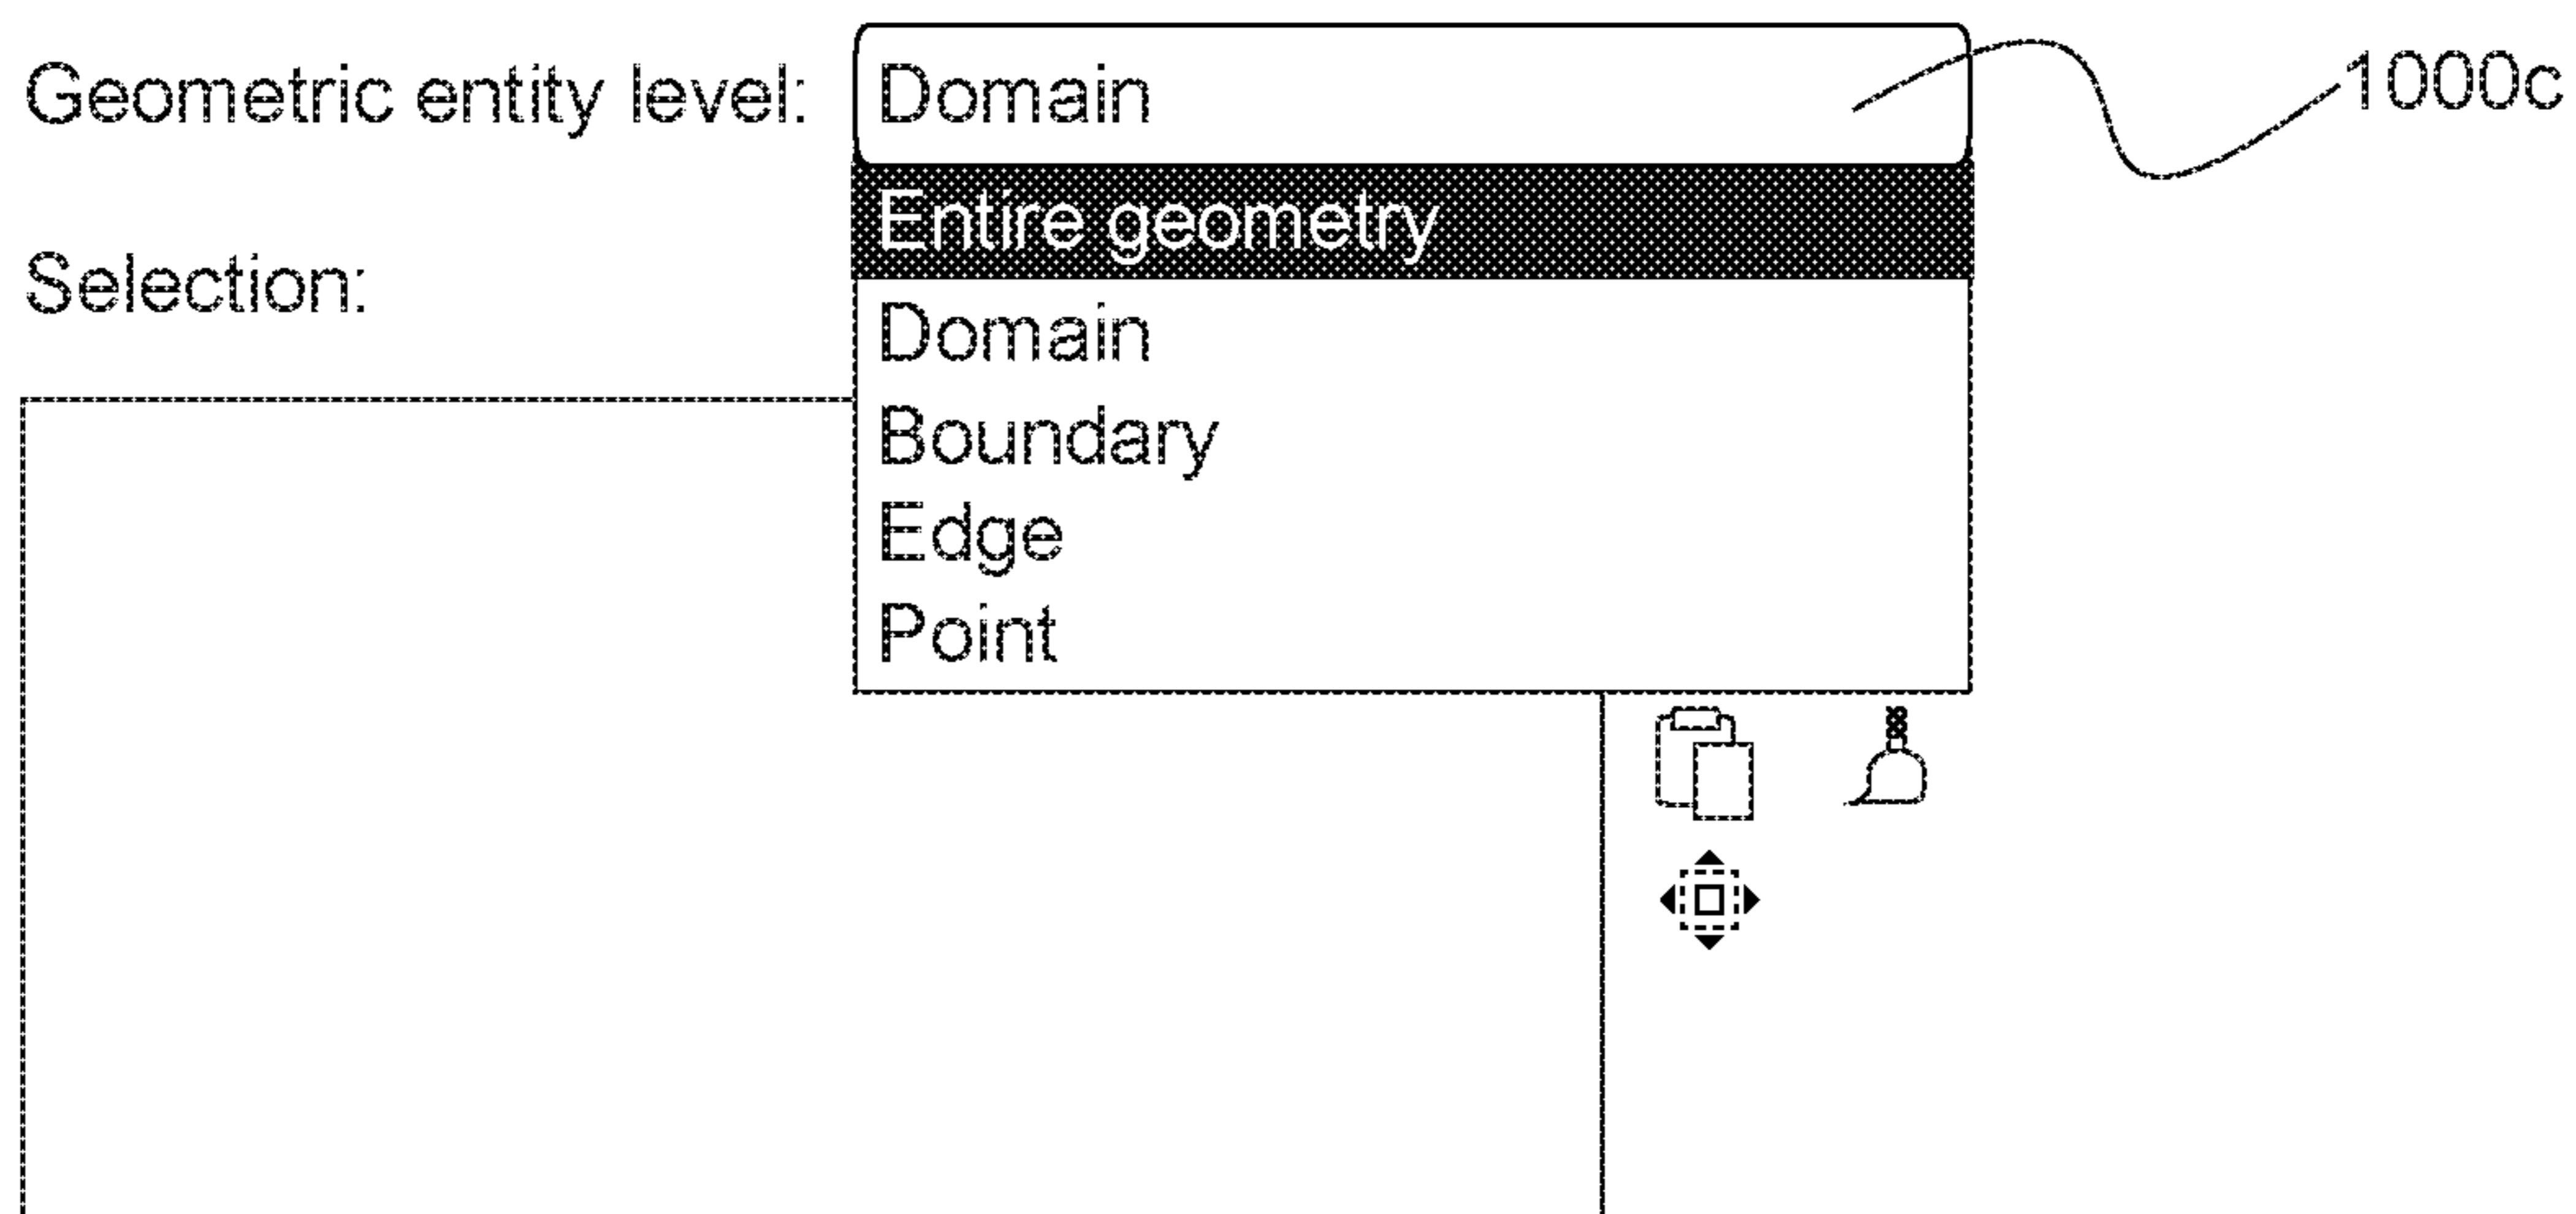 Geometric entity level: Domain 1000c
Entire geometry
Selection:
Domain
Boundary
Edge
Point